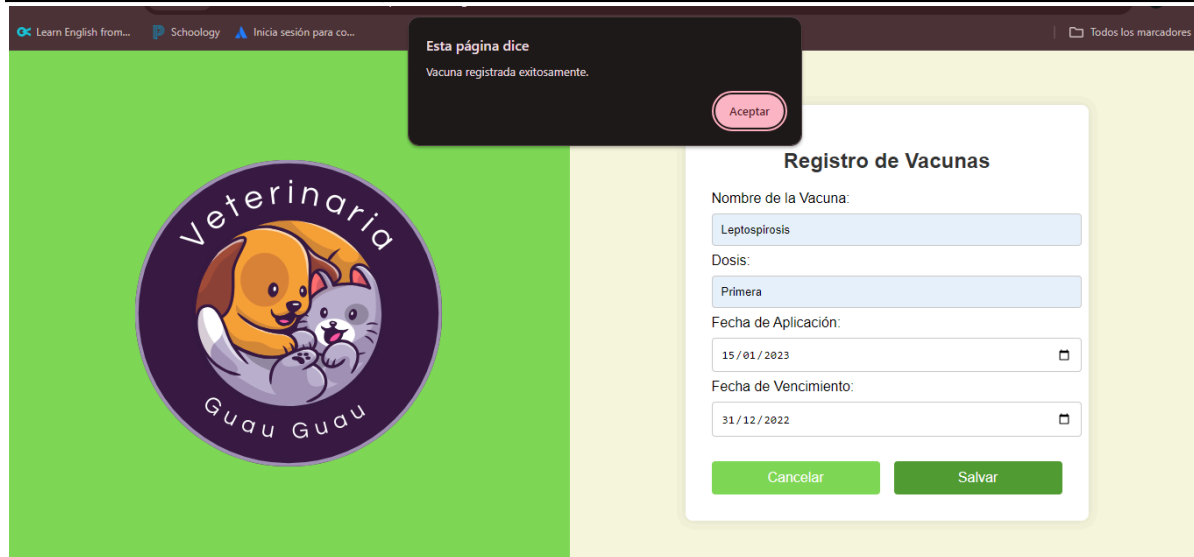 Learn English from...
Schoology
Inicia sesión para co...
Todos los marcadores
Esta página dice
Vacuna registrada exitosamente.
Aceptar
Veterinaria
Guau Guau
Registro de Vacunas
Nombre de la Vacuna:
Leptospirosis
Dosis:
Primera
Fecha de Aplicación:
15/01/2023
Fecha de Vencimiento:
31/12/2022
Cancelar
Salvar